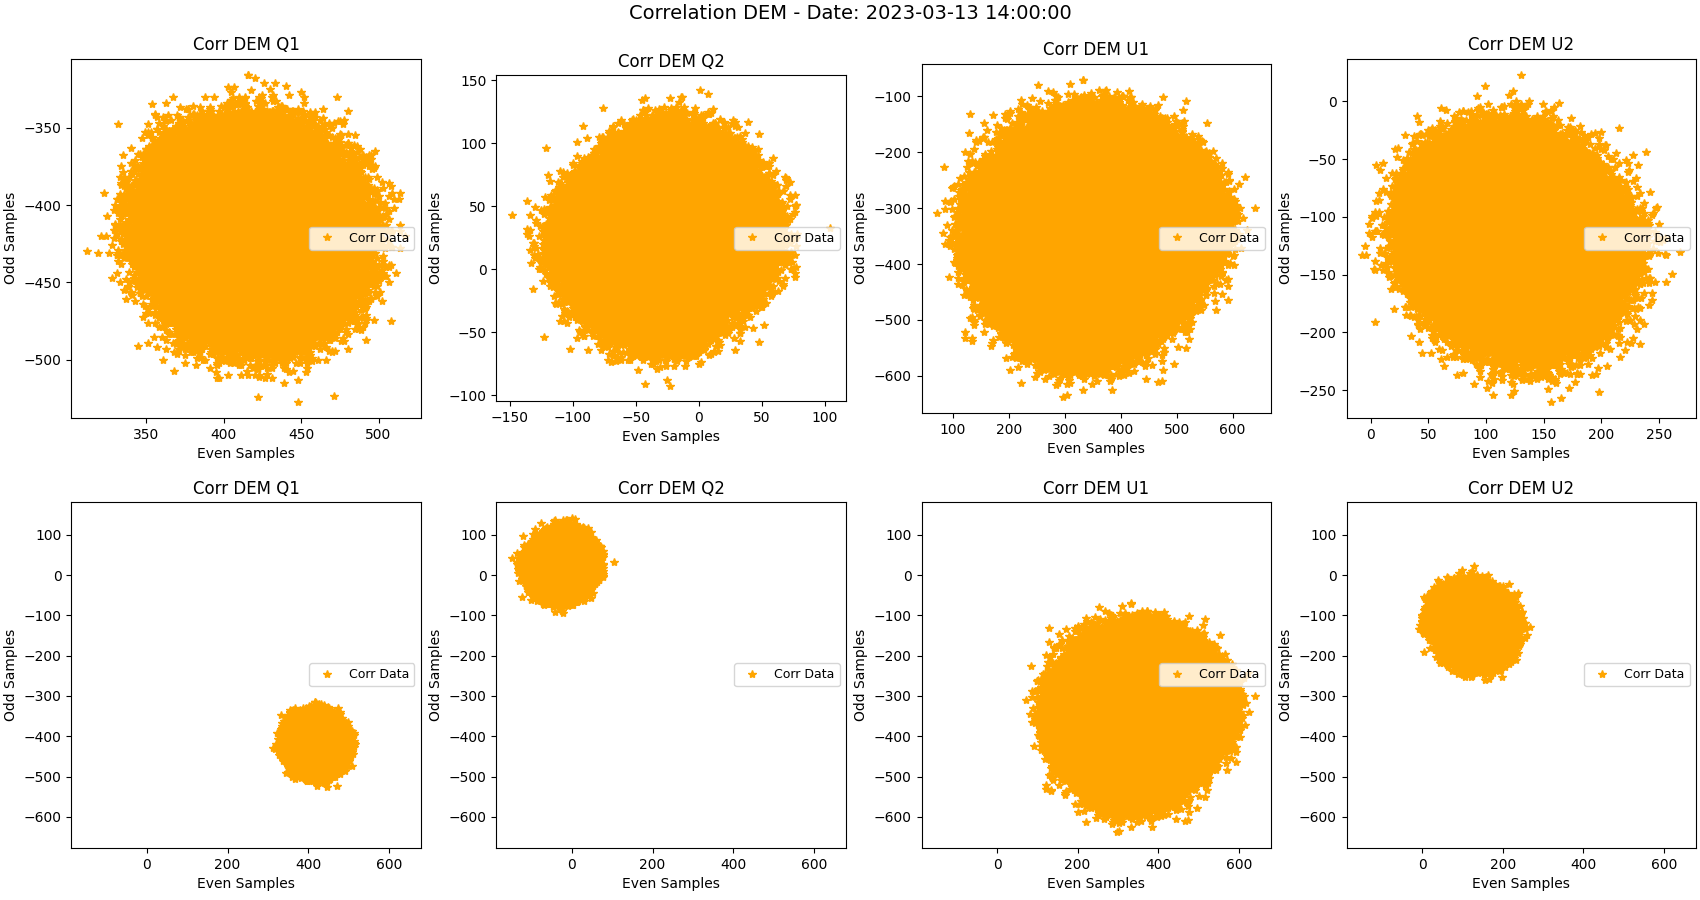 Correlation DEM - Date: 2023-03-13 14:00:00
Corr DEM Q1
Corr DEM Q2
Corr DEM U1
Corr DEM U2
Odd Samples
−350
−400
−450
−500
Corr Data
350
400
450
500
Even Samples
Odd Samples
150
100
50
0
−50
−100
Corr Data
−150
−100
−50
0
50
100
Even Samples
Odd Samples
−100
−200
−300
−400
−500
−600
Corr Data
100
200
300
400
500
600
Even Samples
Odd Samples
0
−50
−100
−150
−200
−250
Corr Data
0
50
100
150
200
250
Even Samples
Corr DEM Q1
Corr DEM Q2
Corr DEM U1
Corr DEM U2
Odd Samples
100
0
−100
−200
−300
−400
−500
−600
Corr Data
0
200
400
600
Even Samples
Odd Samples
100
0
−100
−200
−300
−400
−500
−600
Corr Data
0
200
400
600
Even Samples
Odd Samples
100
0
−100
−200
−300
−400
−500
−600
Corr Data
0
200
400
600
Even Samples
Odd Samples
100
0
−100
−200
−300
−400
−500
−600
Corr Data
0
200
400
600
Even Samples